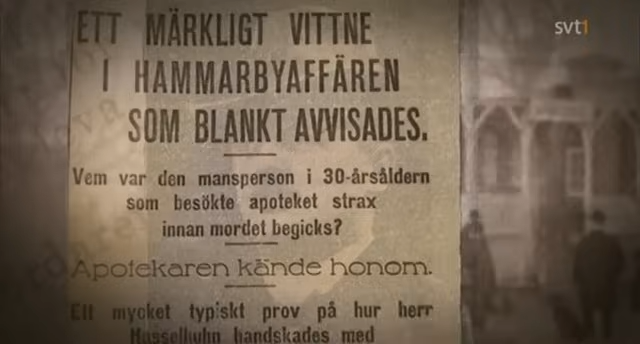 svt1
ETT MÄRKLIGT VITTNE
I HAMMARBYAFFÄREN
SOM BLANKT AVVISADES.
Vem var den mansperson i 30-årsåldern
som besökte apoteket strax
innan mordet begicks?
Apotekaren kände honom.
Ett mycket typiskt prov på hur herr
Hasselhuhn handskades med